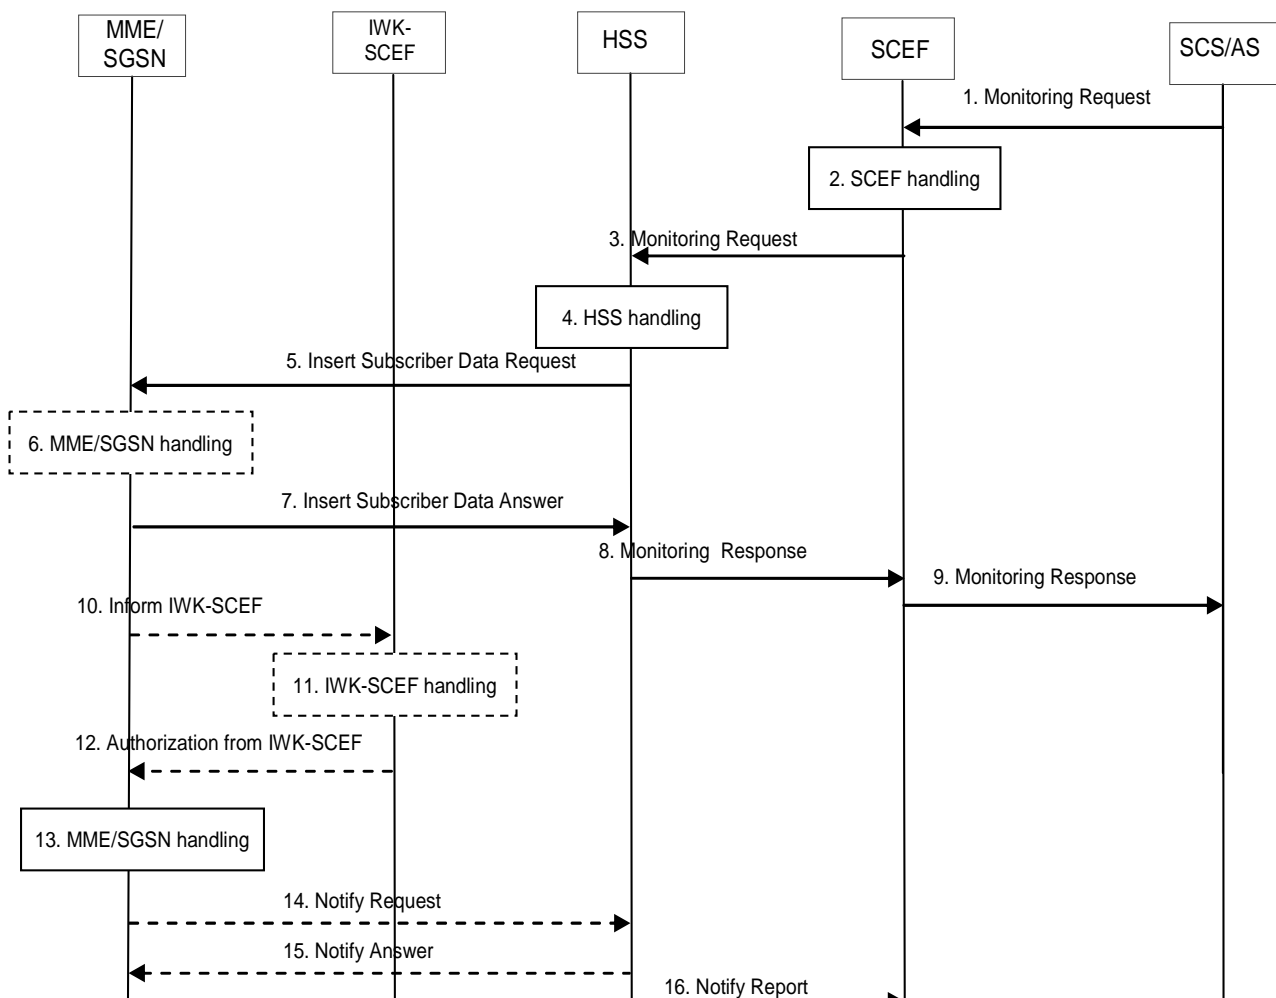 MME/
SGSN
IWK-
SCEF
HSS
SCEF
SCS/AS
1. Monitoring Request
2. SCEF handling
3. Monitoring Request
4. HSS handling
5. Insert Subscriber Data Request
6. MME/SGSN handling
7. Insert Subscriber Data Answer
8. Monitoring Response
9. Monitoring Response
10. Inform IWK-SCEF
11. IWK-SCEF handling
12. Authorization from IWK-SCEF
13. MME/SGSN handling
14. Notify Request
15. Notify Answer
16. Notify Report